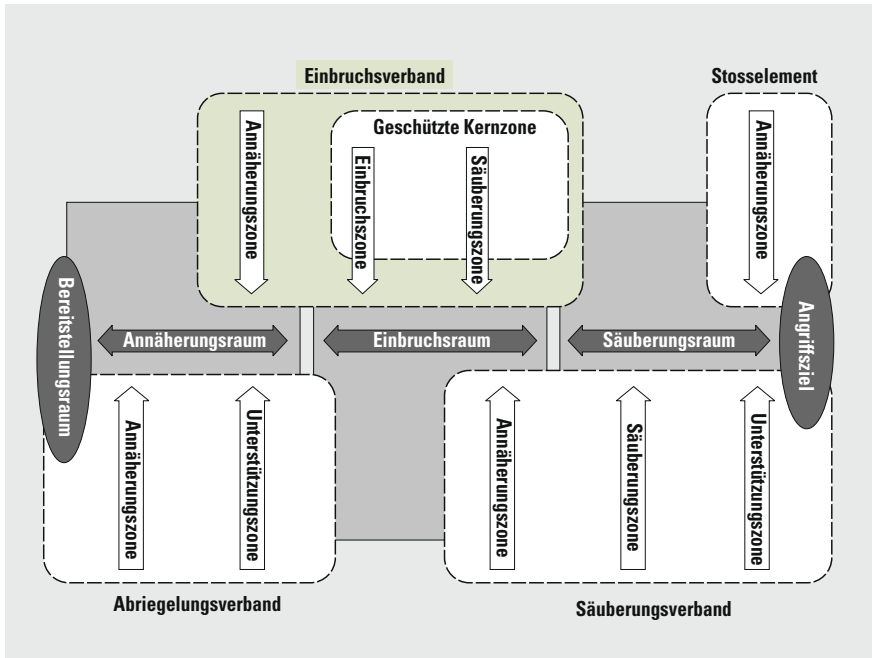 Einbruchsverband
Stosselement
Annäherungszone
Geschützte Kernzone
Einbruchszone
Säuberungszone
Annäherungszone
Bereitstellungsraum
Annäherungsraum
Einbruchsraum
Säuberungsraum
Angriffsziel
Annäherungszone
Unterstützungszone
Annäherungszone
Säuberungszone
Unterstützungszone
Abriegelungsverband
Säuberungsverband